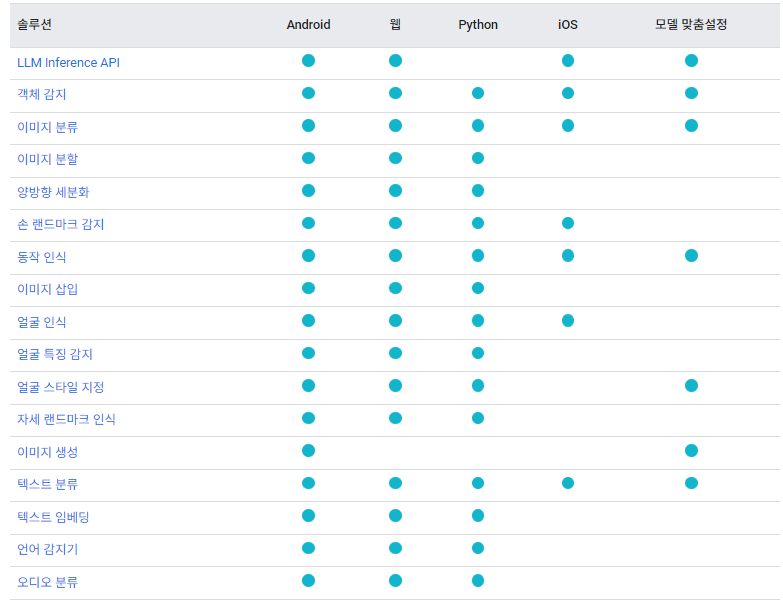 솔루션 Android 웹 Python iOS 모델 맞춤설정
LLM Inference API
객체 감지
이미지 분류
이미지 분할
양방향 세분화
손 랜드마크 감지
동작 인식
이미지 삽입
얼굴 인식
얼굴 특징 감지
얼굴 스타일 지정
자세 랜드마크 인식
이미지 생성
텍스트 분류
텍스트 임베딩
언어 감지기
오디오 분류